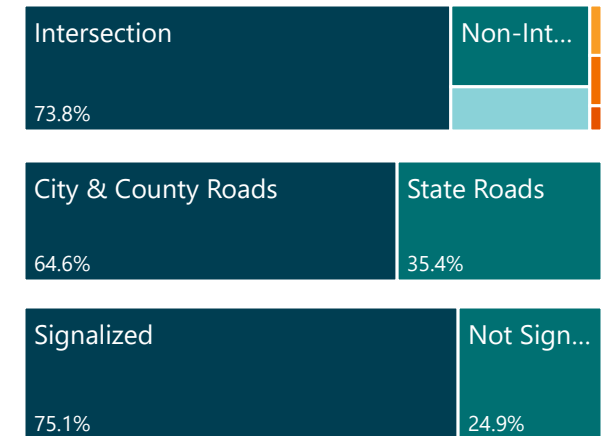 Intersection Non-Int...
73.8%
City & County Roads State Roads
64.6% 35.4%
Signalized Not Sign...
75.1% 24.9%